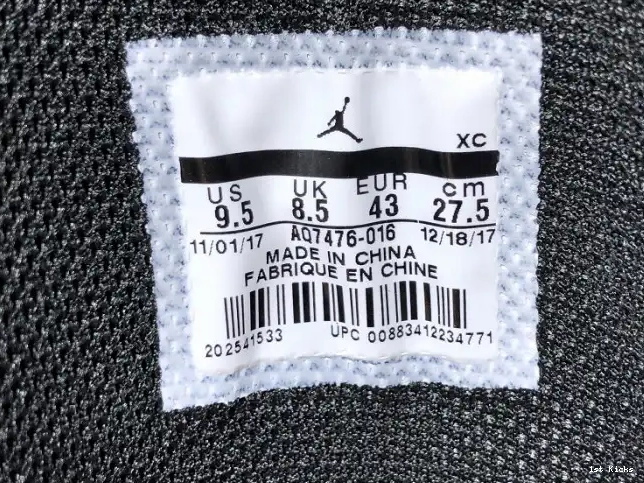 XC
US UK EUR cm
9.5 8.5 43 27.5
11/01/17 AQ7476-016 12/18/17
MADE IN CHINA
FABRIQUE EN CHINE
202541533 UPC 00883412234771
1st Kicks